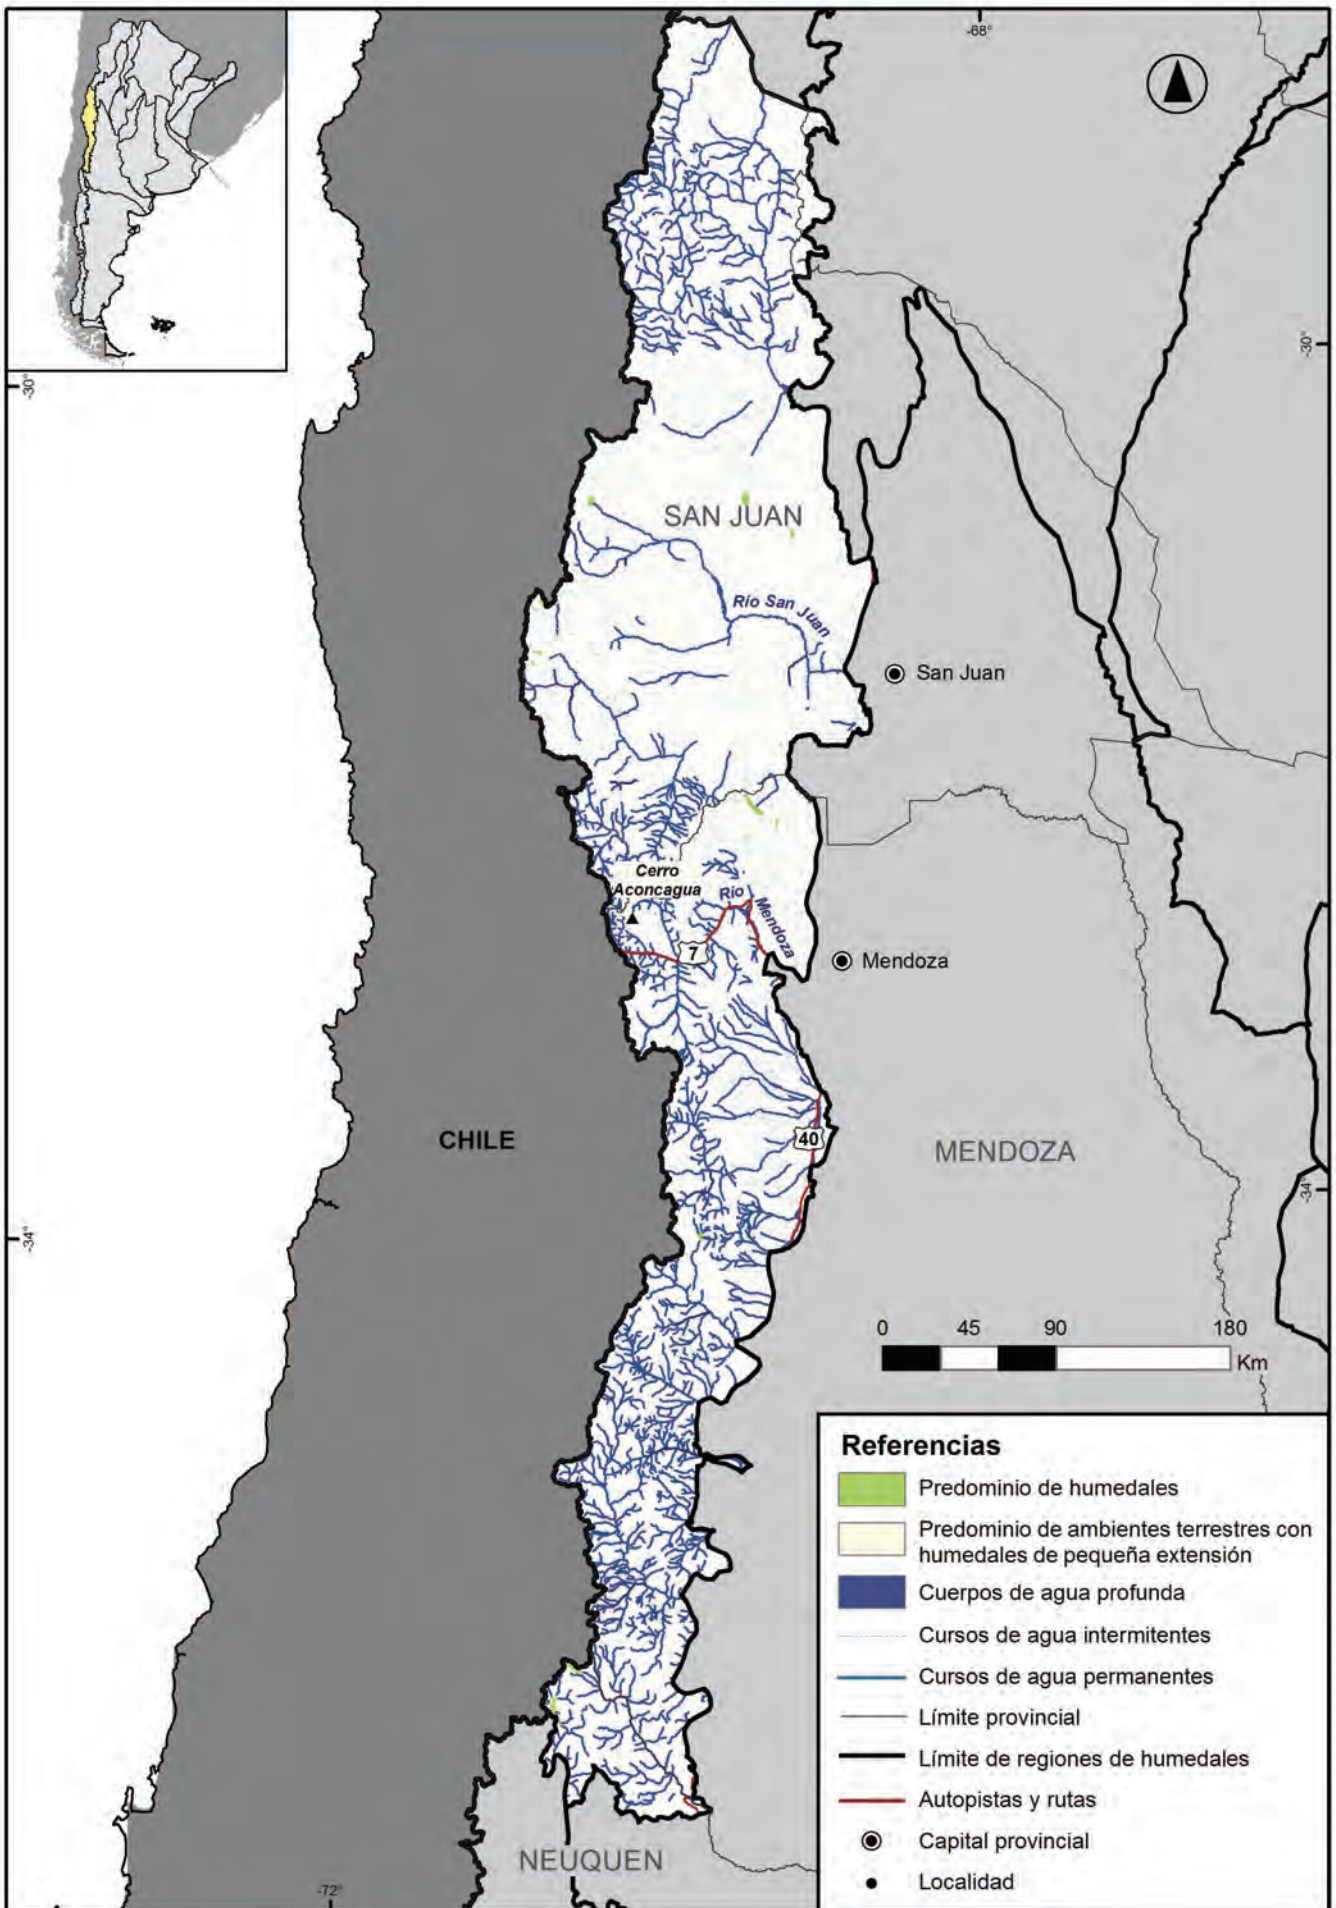 -68°
-30°
-30°
SAN JUAN
Río San Juan
San Juan
Cerro
Aconcagua
Río Mendoza
7
Mendoza
CHILE
40
MENDOZA
-34°
-34°
0 45 90 180
Km
Referencias
Predominio de humedales
Predominio de ambientes terrestres con
humedales de pequeña extensión
Cuerpos de agua profunda
Cursos de agua intermitentes
Cursos de agua permanentes
Límite provincial
Límite de regiones de humedales
Autopistas y rutas
Capital provincial
Localidad
NEUQUEN
-72°